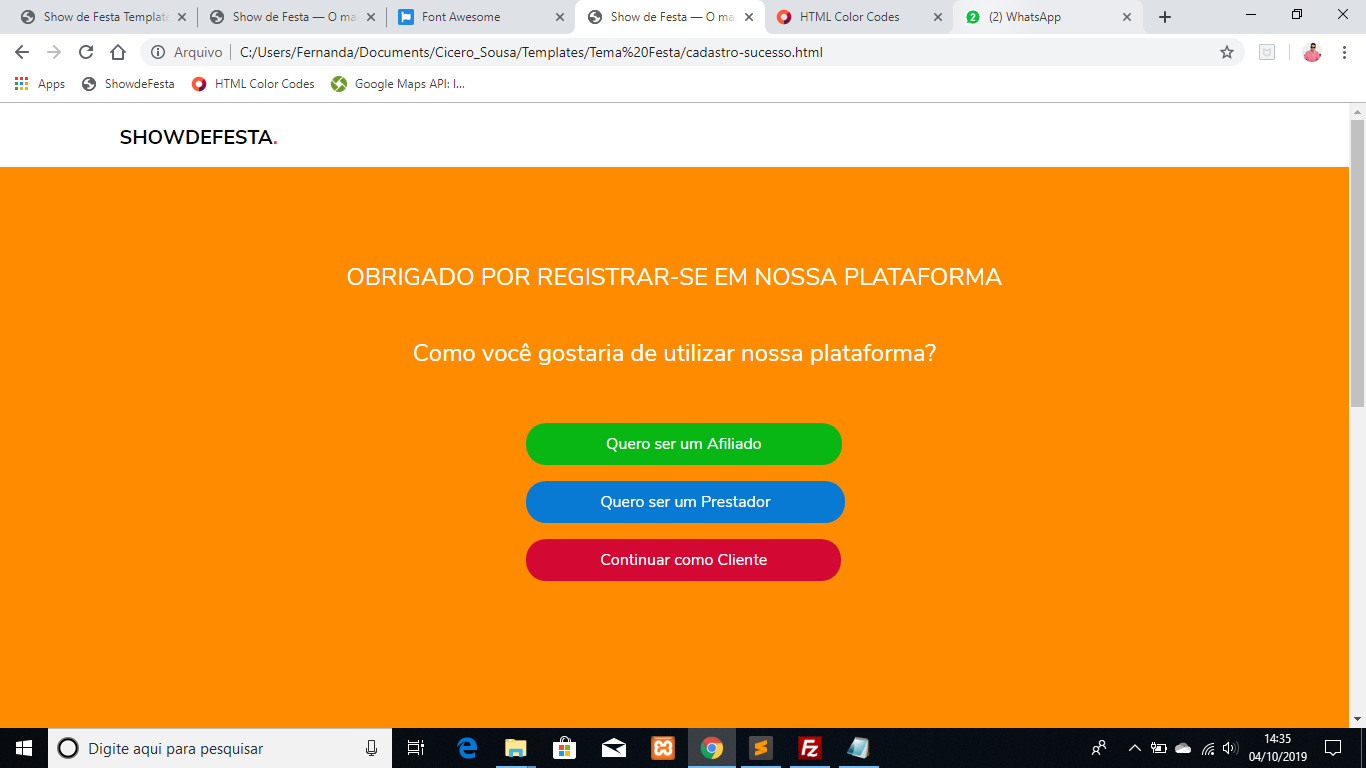 Show de Festa Templat
Show de Festa — O ma
Font Awesome
Show de Festa — O ma
HTML Color Codes
2
(2) WhatsApp
Arquivo
C:/Users/Fernanda/Documents/Cicero_Sousa/Templates/Tema%20Festa/cadastro-sucesso.html
Apps
ShowdeFesta
HTML Color Codes
Google Maps API: I...
SHOWDEFESTA.
OBRIGADO POR REGISTRAR-SE EM NOSSA PLATAFORMA
Como você gostaria de utilizar nossa plataforma?
Quero ser um Afiliado
Quero ser um Prestador
Continuar como Cliente
Digite aqui para pesquisar
14:35
04/10/2019